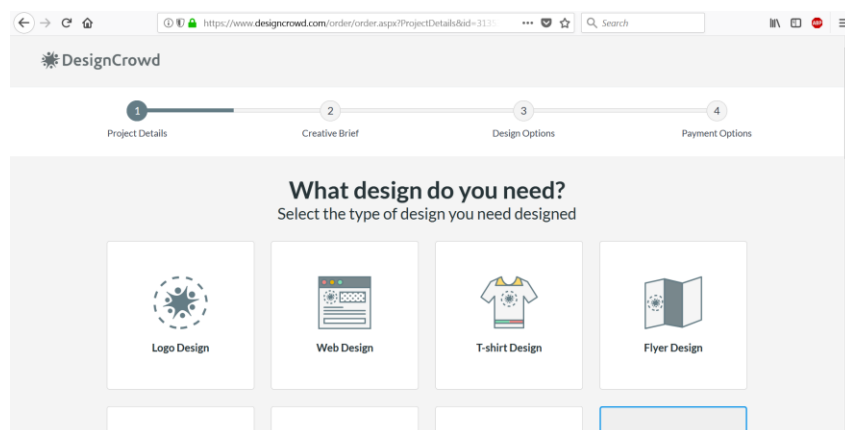 https://www.designcrowd.com/order/order.aspx?ProjectDetails&id=3135
Search
ABP
DesignCrowd
1 2 3 4
Project Details Creative Brief Design Options Payment Options
What design do you need?
Select the type of design you need designed
Logo Design Web Design T-shirt Design Flyer Design